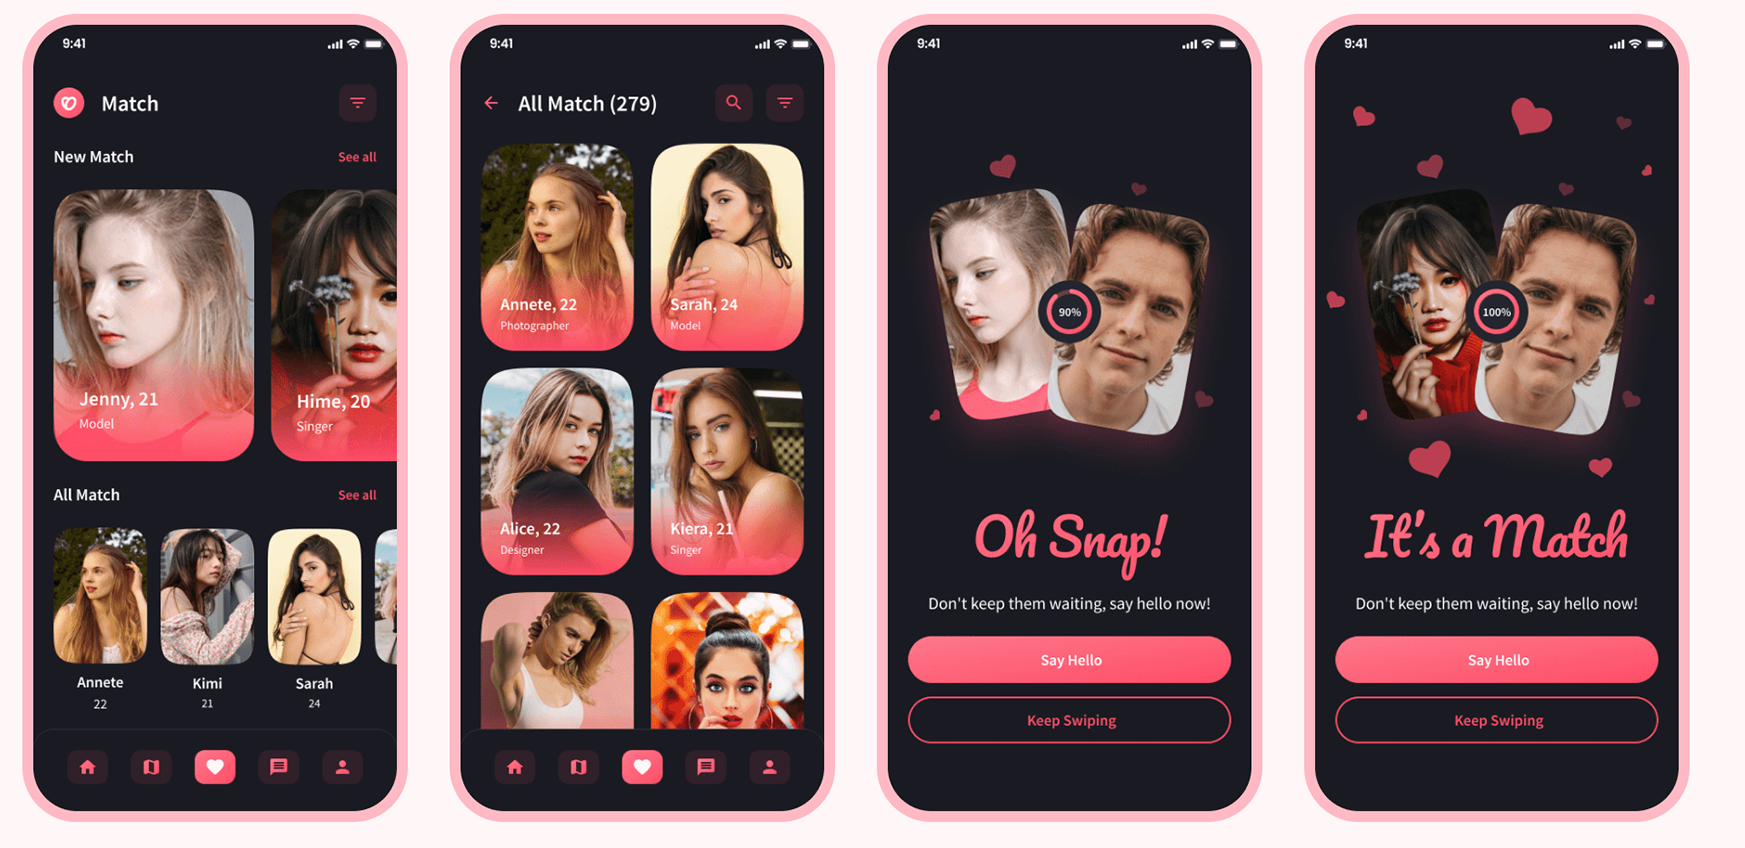 9:41
Match
New Match
See all
Jenny, 21
Model
Hime, 20
Singer
All Match
See all
Annete
22
Kimi
21
Sarah
24
9:41
All Match (279)
Annete, 22
Photographer
Sarah, 24
Model
Alice, 22
Designer
Kiera, 21
Singer
9:41
90%
Oh Snap!
Don't keep them waiting, say hello now!
Say Hello
Keep Swiping
9:41
100%
It's a Match
Don't keep them waiting, say hello now!
Say Hello
Keep Swiping